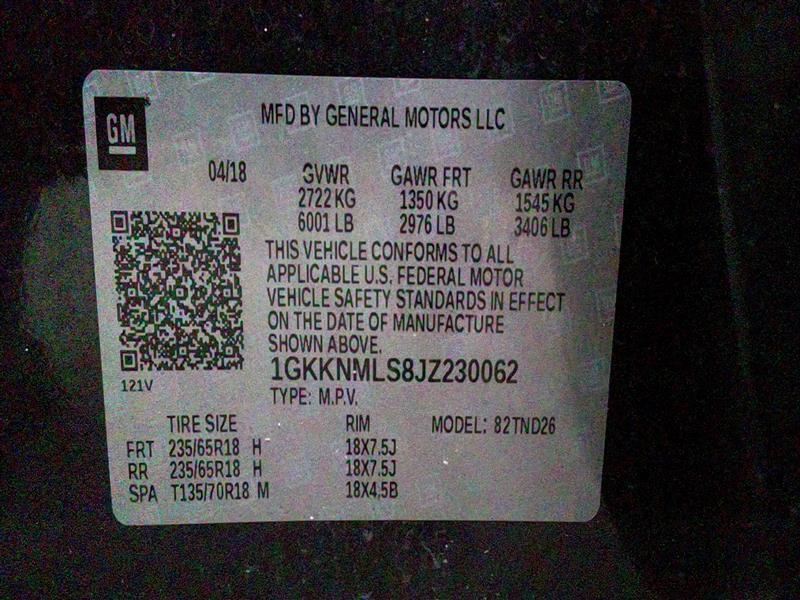 GM
MFD BY GENERAL MOTORS LLC
04/18 GVWR GAWR FRT GAWR RR
2722 KG 1350 KG 1545 KG
6001 LB 2976 LB 3406 LB
THIS VEHICLE CONFORMS TO ALL
APPLICABLE U.S. FEDERAL MOTOR
VEHICLE SAFETY STANDARDS IN EFFECT
ON THE DATE OF MANUFACTURE
SHOWN ABOVE.
1GKKNMLS8JZ230062
121V
TYPE: M.P.V.
TIRE SIZE RIM MODEL: 82TND26
FRT 235/65R18 H 18X7.5J
RR 235/65R18 H 18X7.5J
SPA T135/70R18 M 18X4.5B